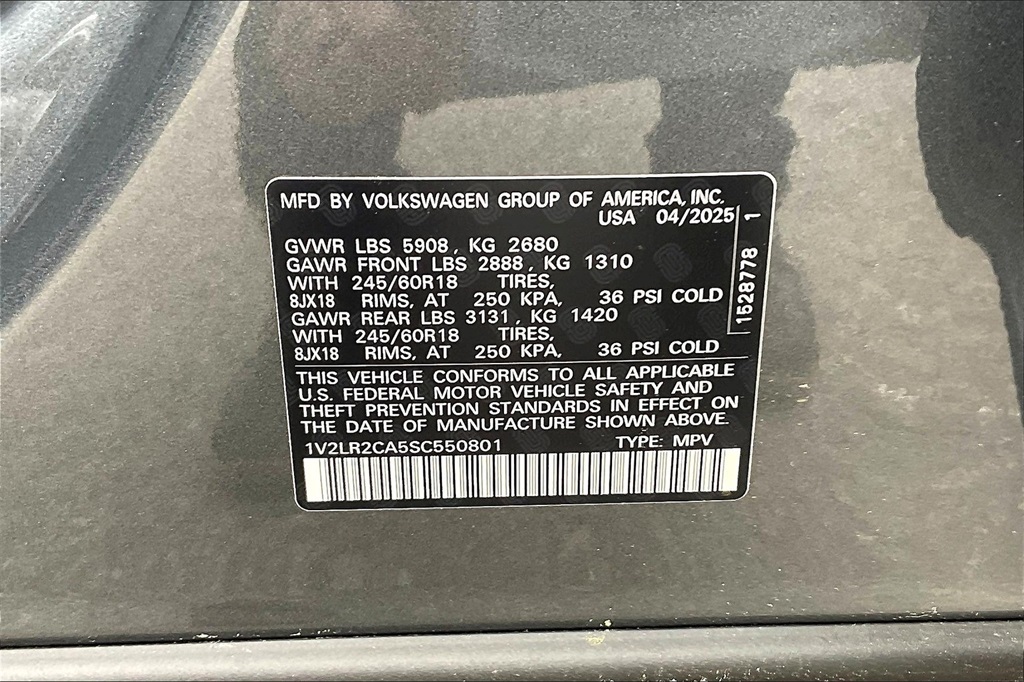 MFD BY VOLKSWAGEN GROUP OF AMERICA, INC.
USA 04/2025
GVWR LBS 5908, KG 2680
GAWR FRONT LBS 2888, KG 1310
WITH 245/60R18 TIRES,
8JX18 RIMS, AT 250 KPA, 36 PSI COLD
GAWR REAR LBS 3131, KG 1420
WITH 245/60R18 TIRES,
8JX18 RIMS, AT 250 KPA, 36 PSI COLD
1528778 1
THIS VEHICLE CONFORMS TO ALL APPLICABLE
U.S. FEDERAL MOTOR VEHICLE SAFETY AND
THEFT PREVENTION STANDARDS IN EFFECT ON
THE DATE OF MANUFACTURE SHOWN ABOVE.
1V2LR2CA5SC550801 TYPE: MPV